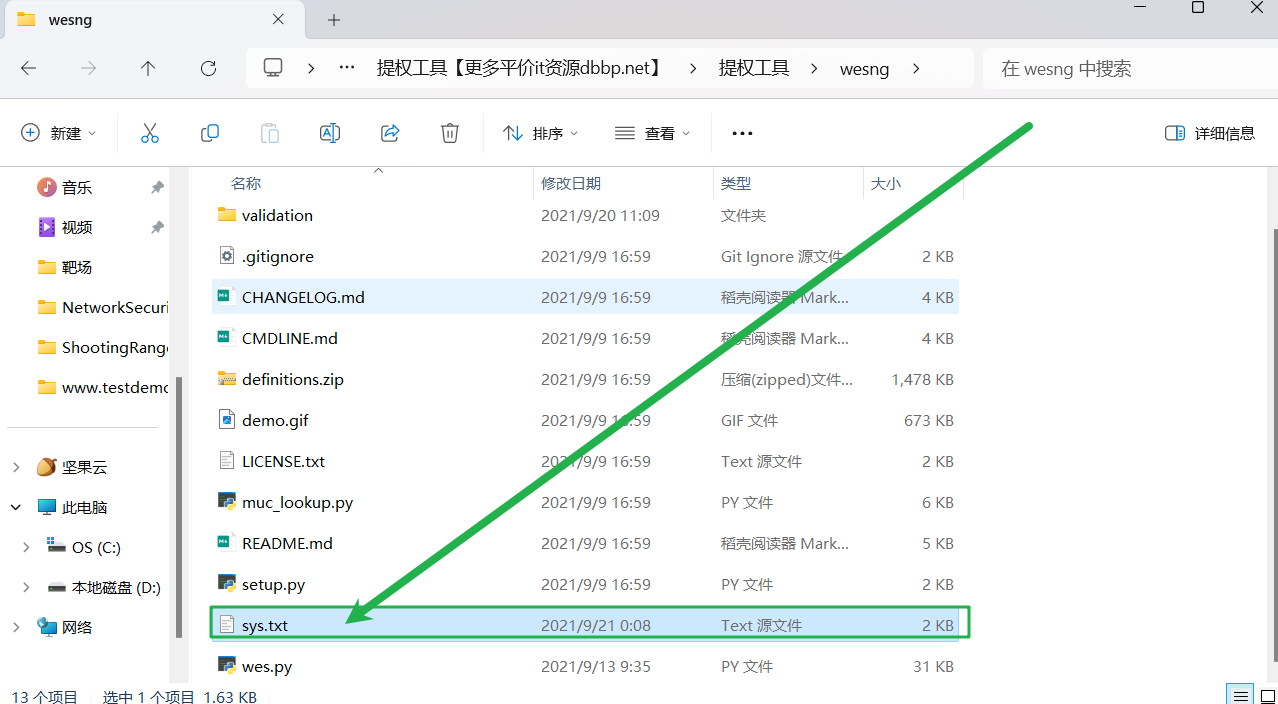 wesng
提权工具【更多平价it资源dbbp.net】 提权工具 wesng 在 wesng 中搜索
新建 排序 查看 详细信息
名称 修改日期 类型 大小
validation 2021/9/20 11:09 文件夹
.gitignore 2021/9/9 16:59 Git Ignore 源文件 2 KB
CHANGELOG.md 2021/9/9 16:59 稻壳阅读器 Mark... 4 KB
CMDLINE.md 2021/9/9 16:59 稻壳阅读器 Mark... 4 KB
definitions.zip 2021/9/9 16:59 压缩(zipped)文件... 1,478 KB
demo.gif 2021/9/9 16:59 GIF 文件 673 KB
LICENSE.txt 2021/9/9 16:59 Text 源文件 2 KB
muc_lookup.py 2021/9/9 16:59 PY 文件 6 KB
README.md 2021/9/9 16:59 稻壳阅读器 Mark... 5 KB
setup.py 2021/9/9 16:59 PY 文件 2 KB
sys.txt 2021/9/21 0:08 Text 源文件 2 KB
wes.py 2021/9/13 9:35 PY 文件 31 KB
音乐
视频
靶场
NetworkSecuri
ShootingRang
www.testdemo
坚果云
此电脑
OS (C:)
本地磁盘 (D:)
网络
13 个项目 选中 1 个项目 1.63 KB